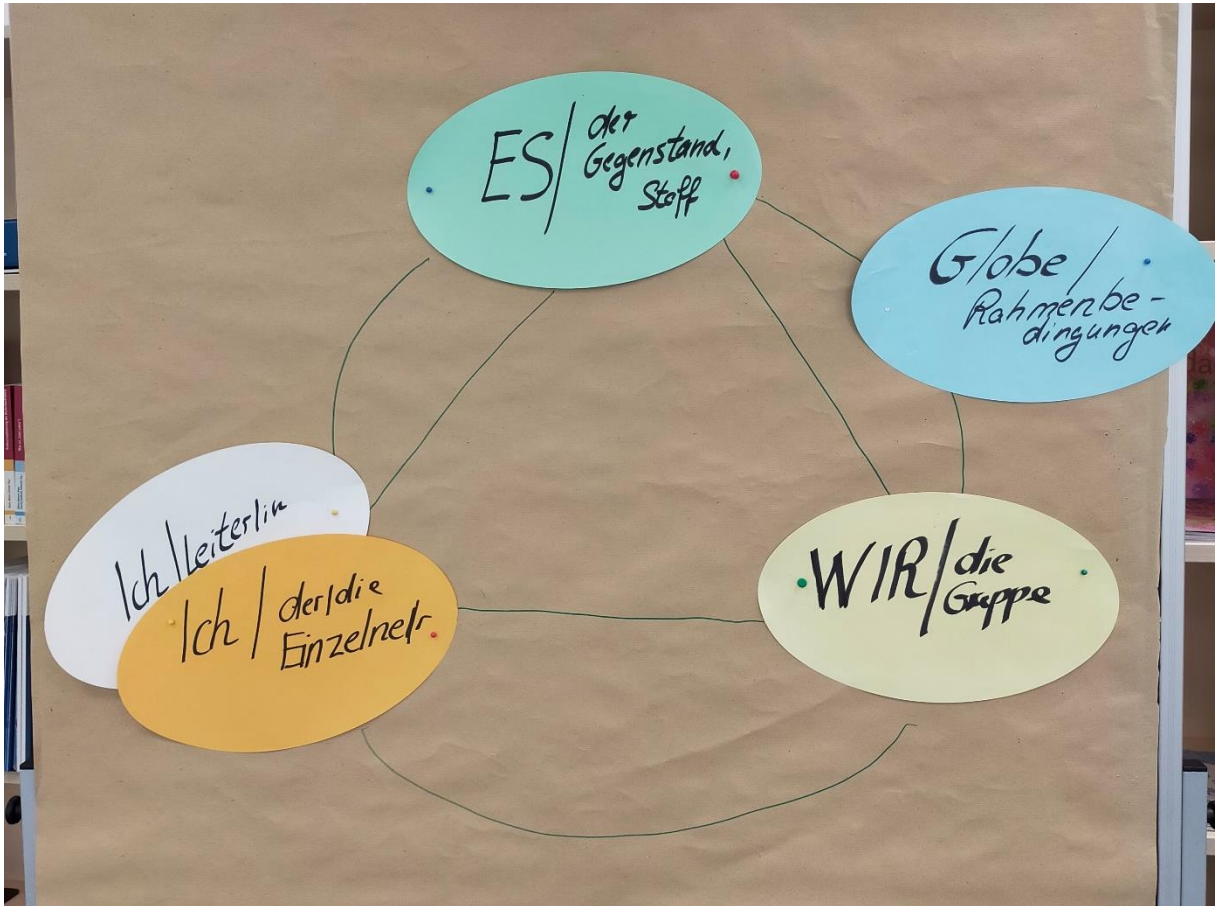 ES/ der
Gegenstand,
Stoff
Globe/
Rahmenbe-
dingungen
Ich/Leiter/in
Ich/ der/die
Einzelne/r
WIR/ die
Gruppe